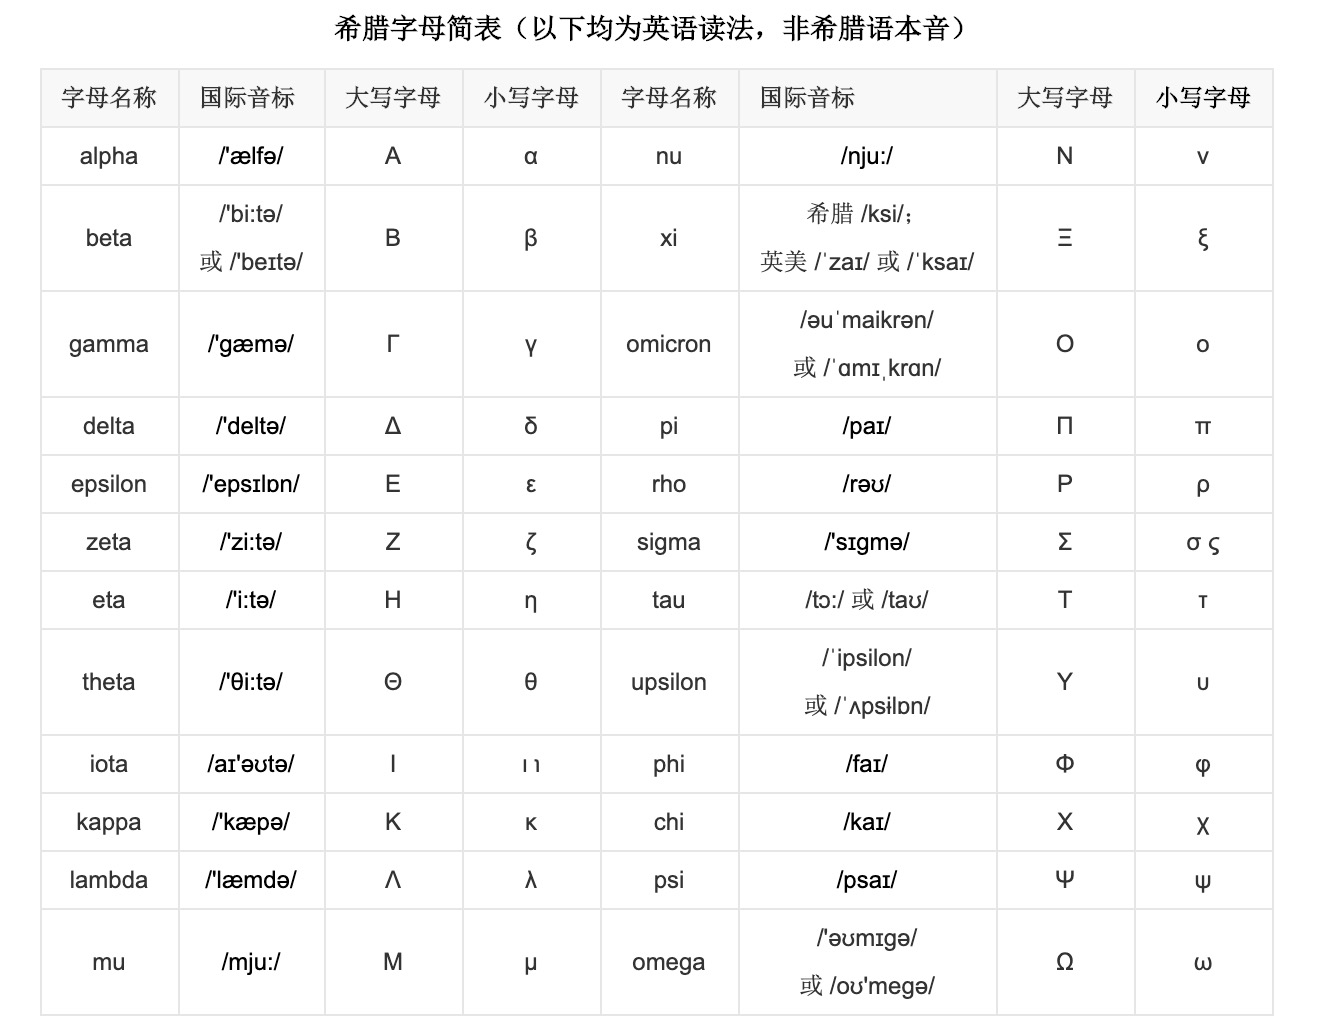 希腊字母简表（以下均为英语读法，非希腊语本音）
字母名称 国际音标 大写字母 小写字母 字母名称 国际音标 大写字母 小写字母
alpha /'ælfə/ Α α nu /nju:/ Ν ν
beta /'bi:tə/ 或 /'beɪtə/ Β β xi 希腊 /ksi/； 英美 /ˈzaɪ/ 或 /ˈksaɪ/ Ξ ξ
gamma /'gæmə/ Γ γ omicron /əuˈmaikrən/ 或 /ˈɑmɪˌkrɑn/ Ο ο
delta /'deltə/ Δ δ pi /paɪ/ Π π
epsilon /'epsɪlɒn/ Ε ε rho /rəʊ/ Ρ ρ
zeta /'zi:tə/ Ζ ζ sigma /'sɪgmə/ Σ σ ς
eta /'i:tə/ Η η tau /tɔ:/ 或 /taʊ/ Τ τ
theta /'θi:tə/ Θ θ upsilon /ˈipsilon/ 或 /ˈʌpsɨlɒn/ Υ υ
iota /aɪ'əʊtə/ Ι ι ℩ phi /faɪ/ Φ φ
kappa /'kæpə/ Κ κ chi /kaɪ/ Χ χ
lambda /'læmdə/ Λ λ psi /psaɪ/ Ψ ψ
mu /mju:/ Μ μ omega /'əʊmɪgə/ 或 /oʊ'megə/ Ω ω